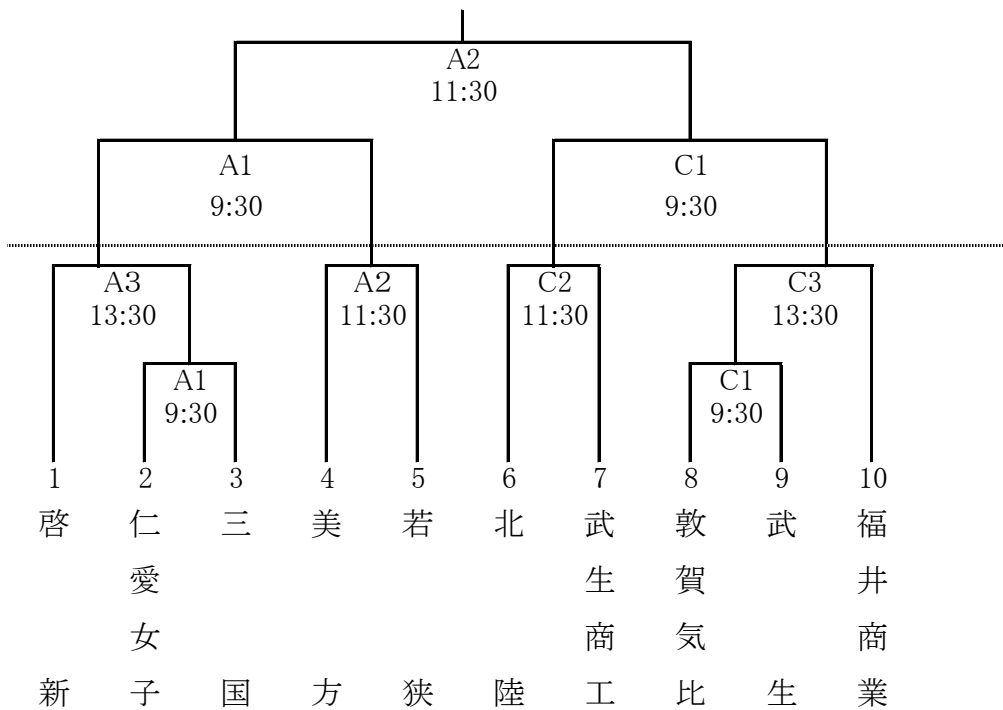 A2
11:30
A1
9:30
C1
9:30
A3
13:30
A2
11:30
C2
11:30
C3
13:30
A1
9:30
C1
9:30
1 2 3 4 5 6 7 8 9 10
啓新
仁愛女子
三国
美方
若狭
北陸
武生商工
敦賀気比
武生
福井商業